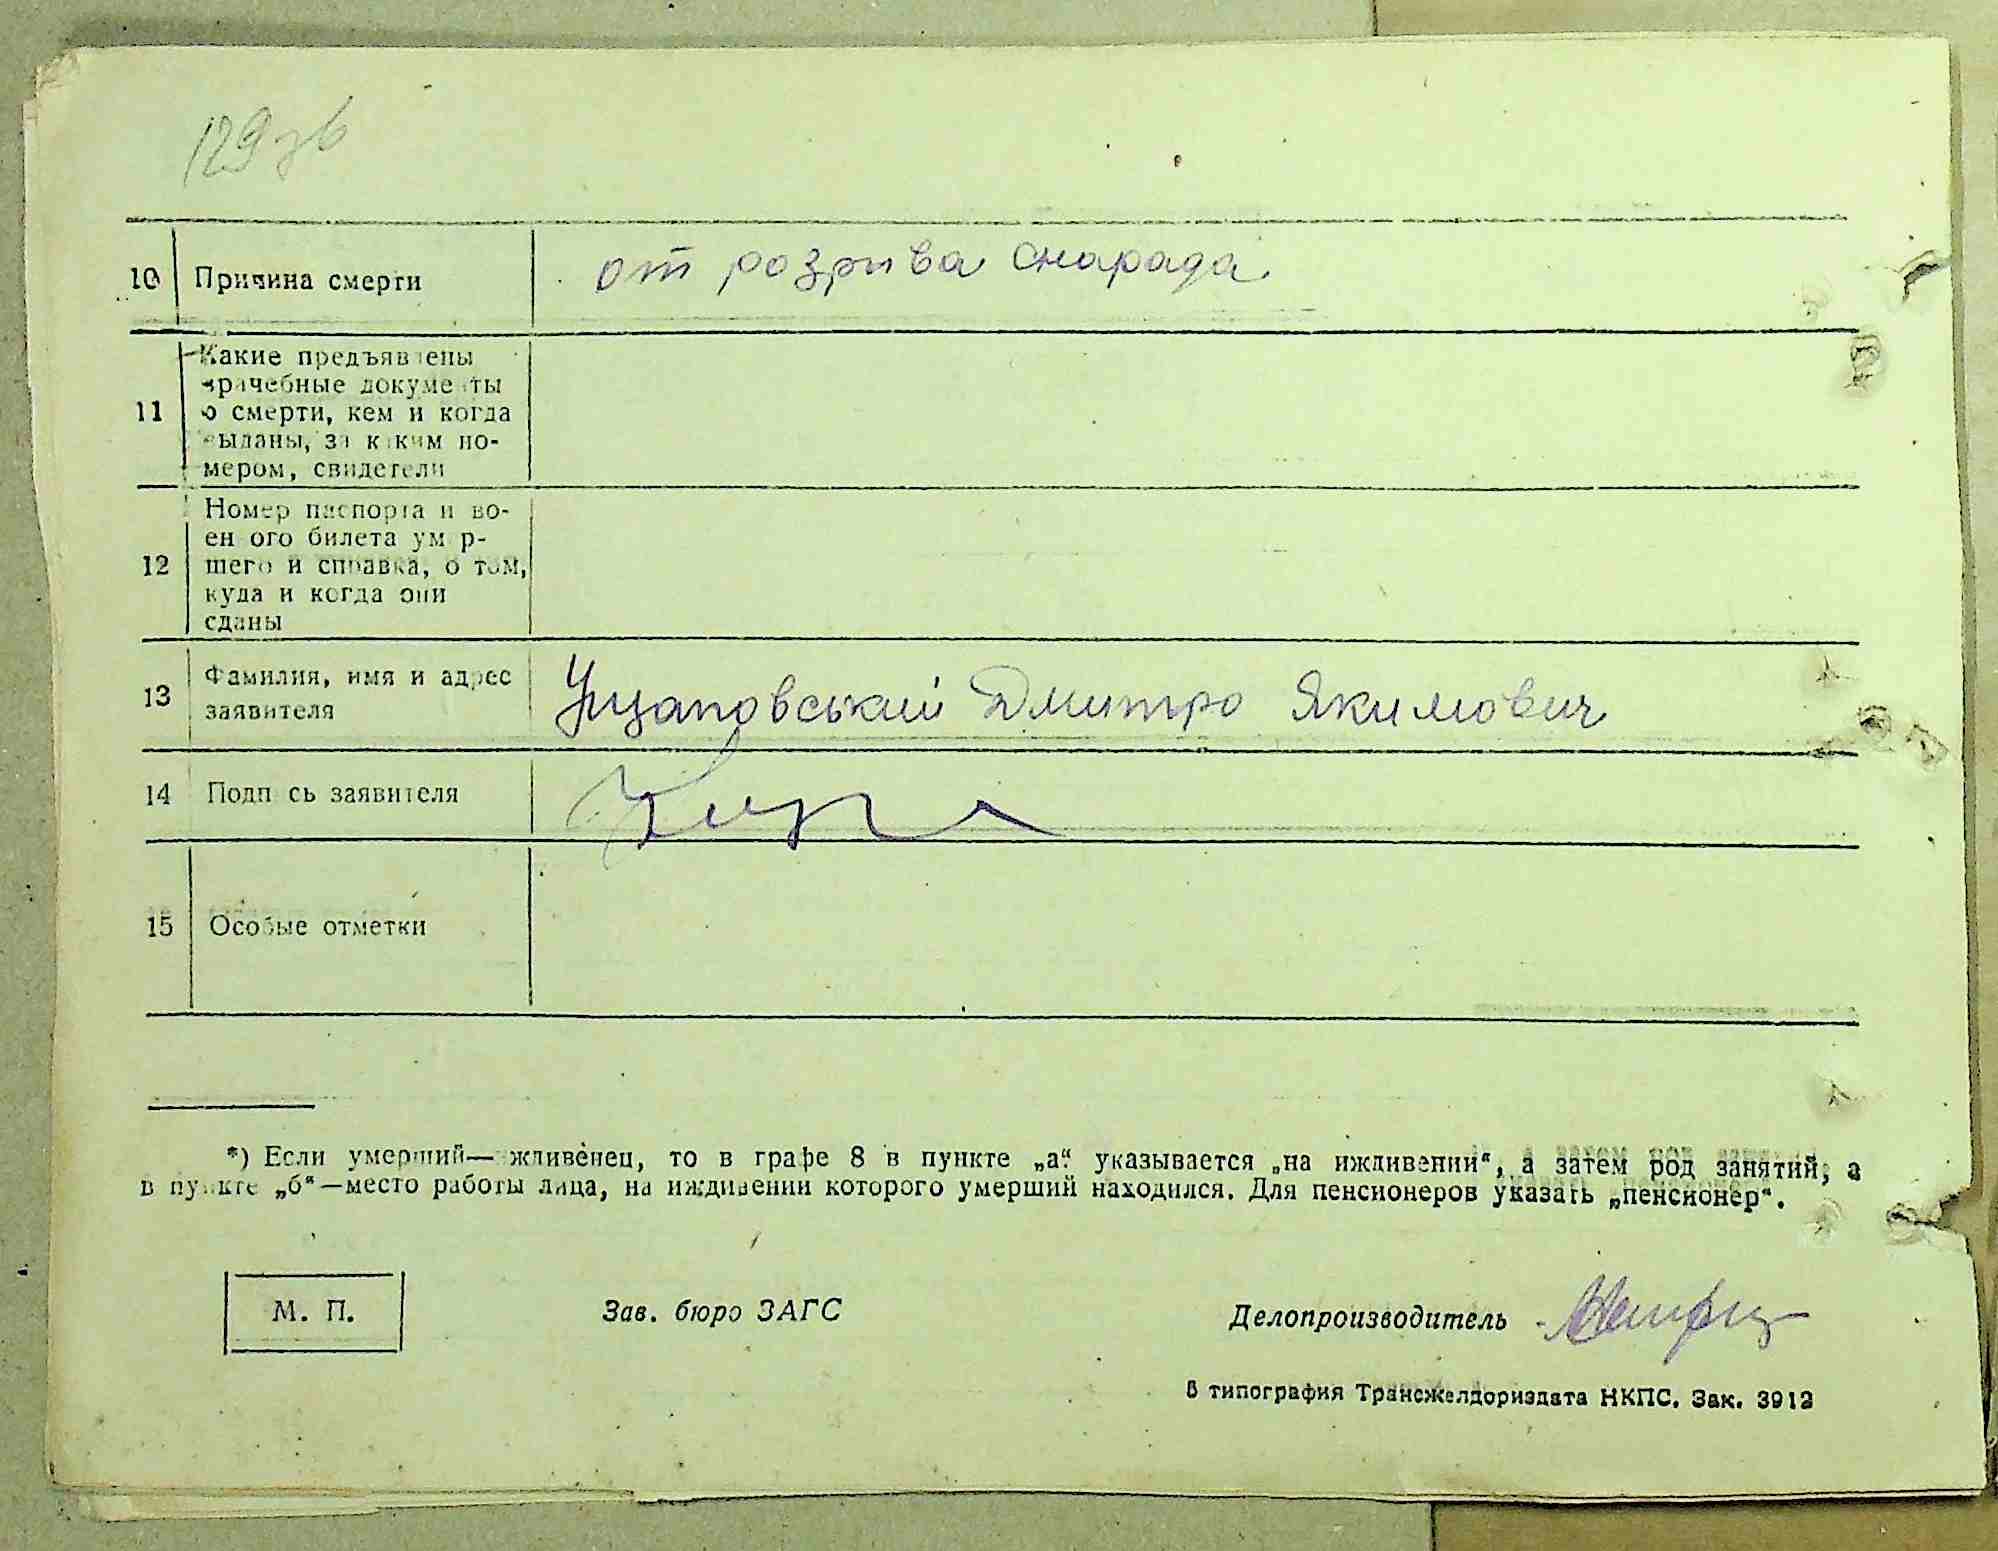 129 зв
10 Причина смерти от розрива снарада
11 Какие предъявлены
врачебные документы
о смерти, кем и когда
выданы, за каким но-
мером, свидетели
12 Номер паспорта и во-
енного билета умер-
шего и справка, о том,
куда и когда они
сданы
13 Фамилия, имя и адрес
заявителя
Дмитро Якимович
14 Подпись заявителя
15 Особые отметки
*) Если умерший—иждивенец, то в графе 8 в пункте „а“ указывается „на иждивении“, а затем род занятий, а
в пункте „б“—место работы лица, на иждивении которого умерший находился. Для пенсионеров указать „пенсионер“.
М. П. Зав. бюро ЗАГС Делопроизводитель
В типография Трансжелдориздата НКПС. Зак. 3912